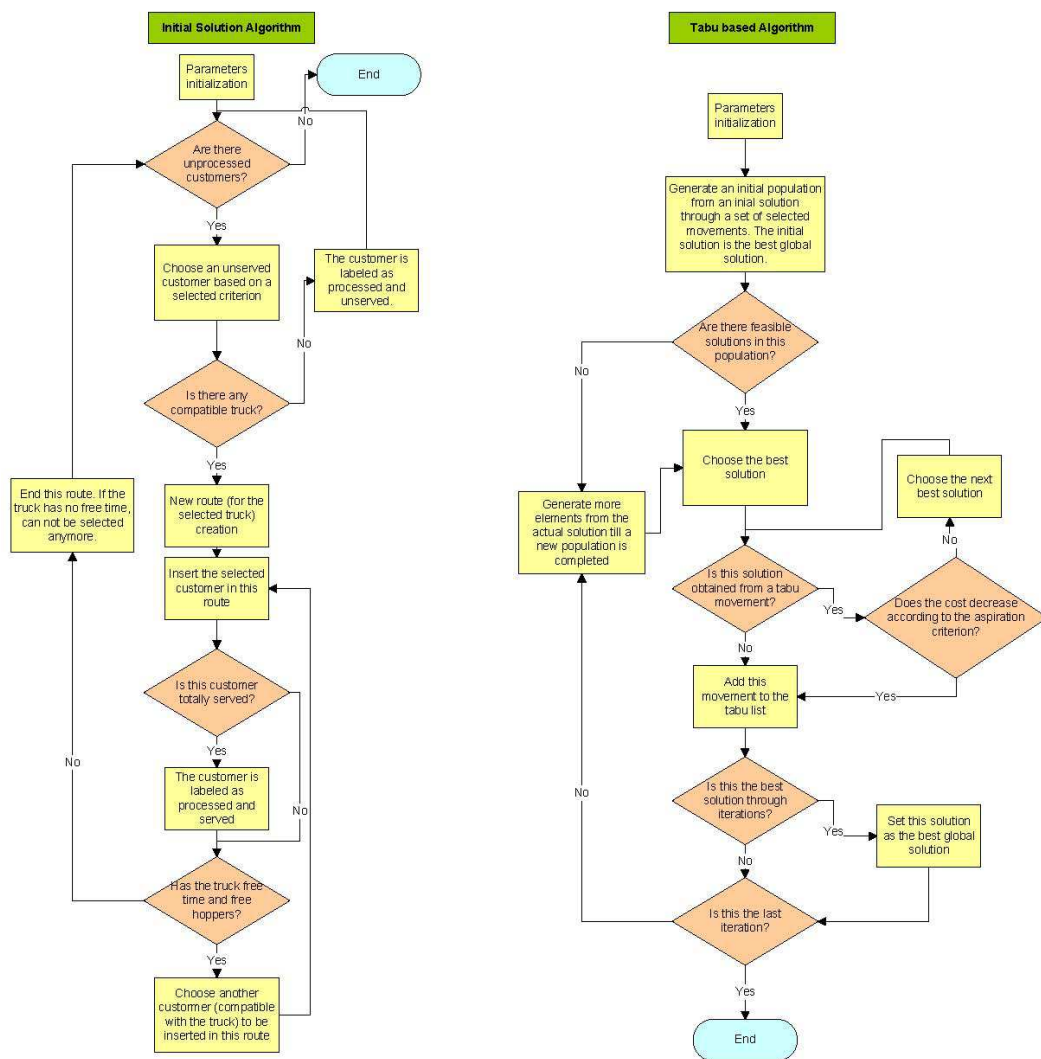 Initial Solution Algorithm
Parameters
initialization
End
No
Are there
unprocessed
customers?
Yes
Choose an unserved
customer based on a
selected criterion
The customer is
labeled as
processed and
unserved.
No
Is there any
compatible truck?
Yes
End this route. If the
truck has no free time,
can not be selected
anymore.
New route (for the
selected truck)
creation
Insert the selected
customer in this
route
Is this customer
totally served?
No
Yes
The customer is
labeled as
processed and
served
No
Has the truck free
time and free
hoppers?
Yes
Choose another
custormer (compatible
with the truck) to be
inserted in this route
Tabu based Algorithm
Parameters
initialization
Generate an initial population
from an inial solution
through a set of selected
movements. The initial
solution is the best global
solution.
Are there feasible
solutions in this
population?
No
Yes
Choose the best
solution
Choose the next
best solution
Generate more
elements from the
actual solution till a
new population is
completed
No
Is this solution
obtained from a tabu
movement?
Yes
Does the cost decrease
according to the aspiration
criterion?
No
Add this
movement to the
tabu list
Yes
Is this the best
solution through
iterations?
No
Yes
Set this solution
as the best global
solution
No
Is this the last
iteration?
Yes
End